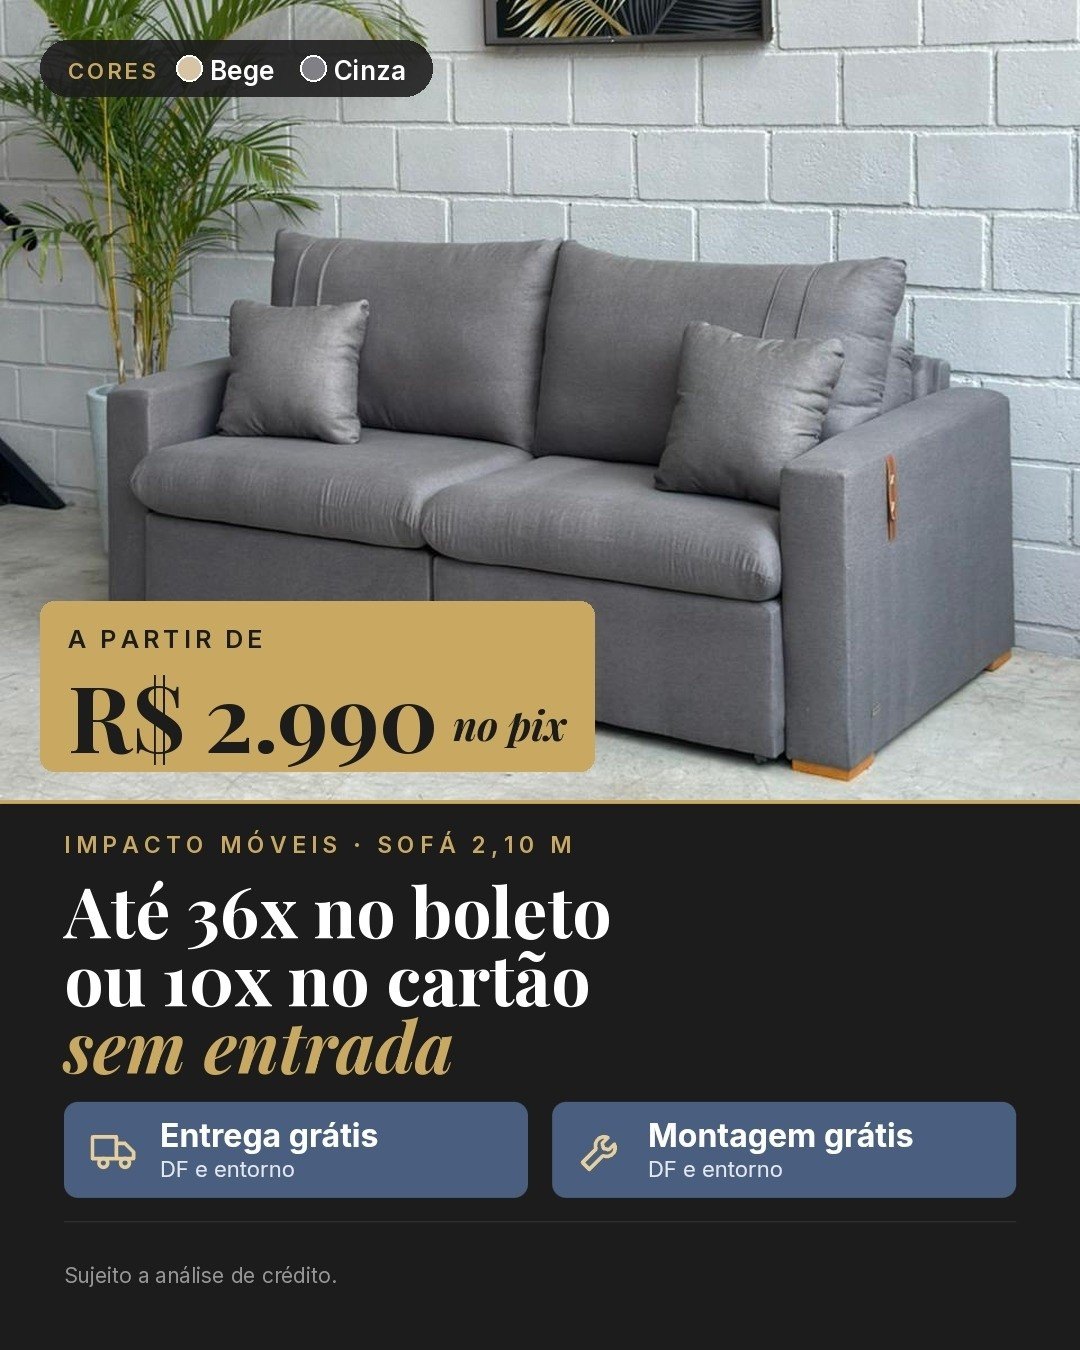 CORES Bege Cinza
A PARTIR DE
R$ 2.990 no pix
IMPACTO MÓVEIS · SOFÁ 2,10 M
Até 36x no boleto
ou 10x no cartão
sem entrada
Entrega grátis
DF e entorno
Montagem grátis
DF e entorno
Sujeito a análise de crédito.